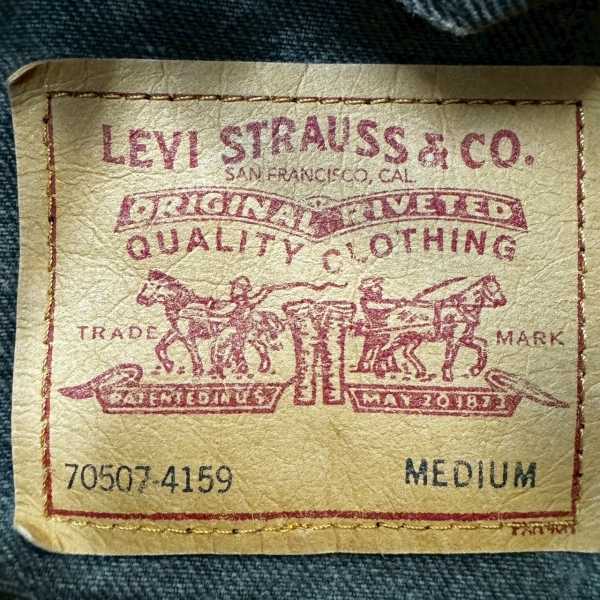 LEVI STRAUSS & CO.
SAN FRANCISCO, CAL
ORIGINAL RIVETED
QUALITY CLOTHING
TRADE MARK
PATENTED IN U.S. MAY 20 1873
70507-4159 MEDIUM